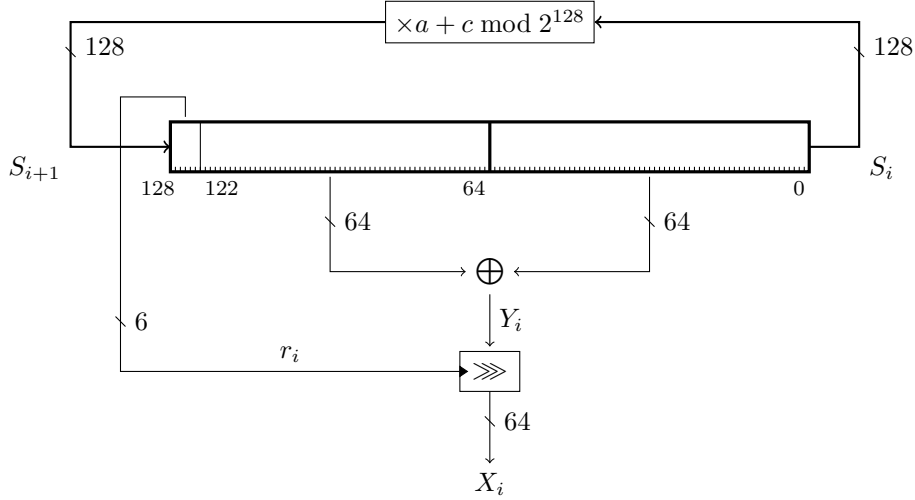 ×a + c mod 2^128
128
128
S_{i+1}
S_i
128
122
64
0
64
64
Y_i
6
r_i
⋙
64
X_i